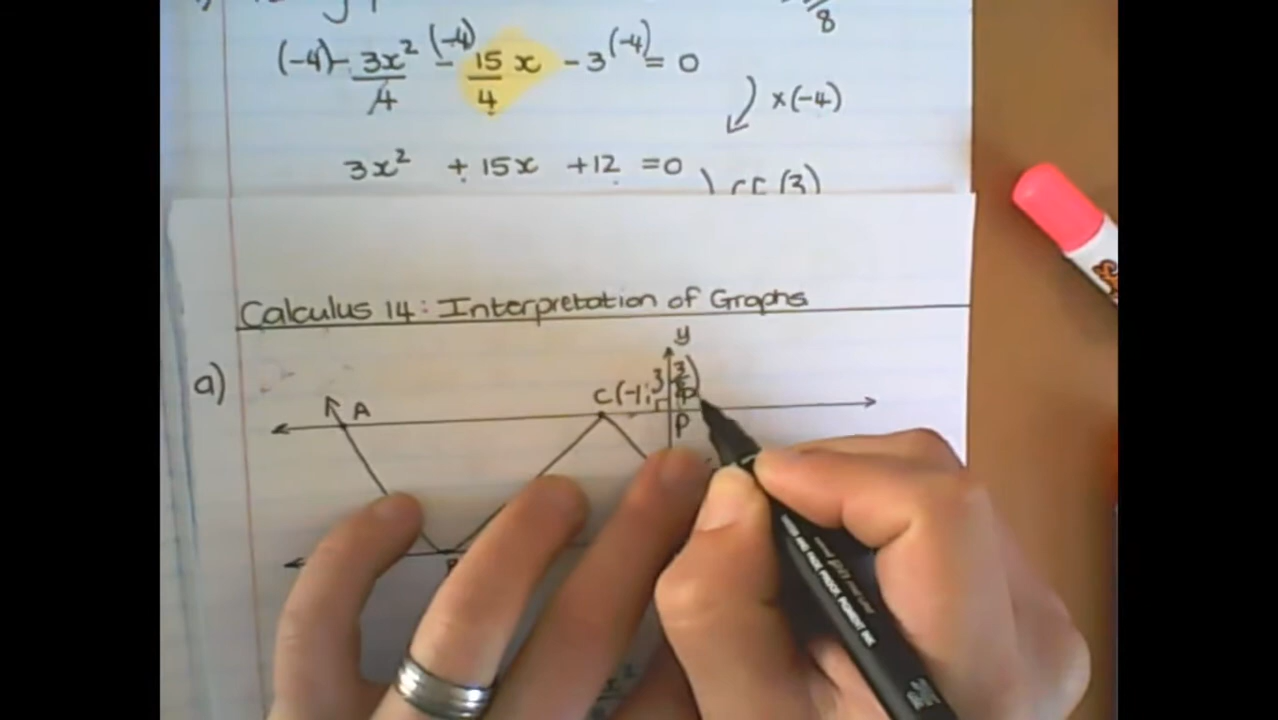 8
(-4) - 3x²/4 (-4) - 15/4 x - 3 (-4) = 0
×(-4)
3x² + 15x + 12 = 0
Calculus 14: Interpretation of Graphs
y
a)
A
C(-1;
P